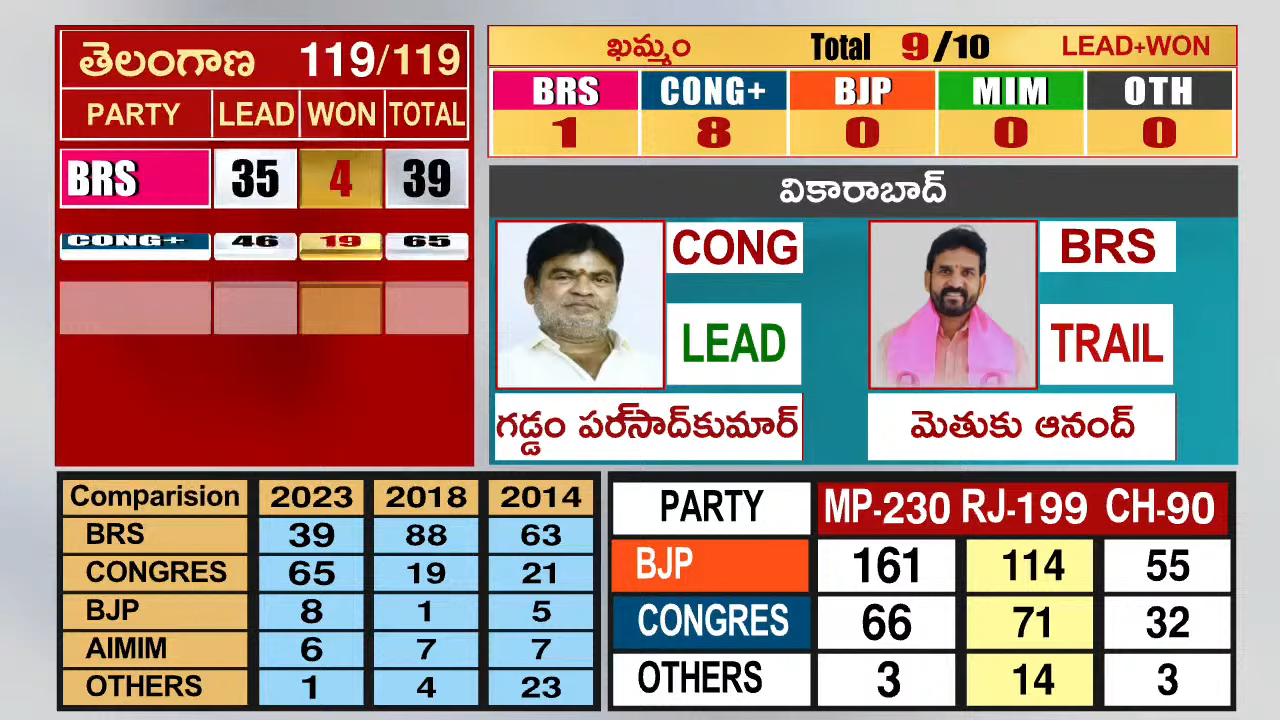 తెలంగాణ 119/119
PARTY LEAD WON TOTAL
BRS 35 4 39
CONG+ 46 19 65
ఖమ్మం Total 9/10 LEAD+WON
BRS CONG+ BJP MIM OTH
1 8 0 0 0
వికారాబాద్
CONG
LEAD
గడ్డం పర్సాద్‌కుమార్
BRS
TRAIL
మెతుకు ఆనంద్
Comparision 2023 2018 2014
BRS 39 88 63
CONGRES 65 19 21
BJP 8 1 5
AIMIM 6 7 7
OTHERS 1 4 23
PARTY MP-230 RJ-199 CH-90
BJP 161 114 55
CONGRES 66 71 32
OTHERS 3 14 3